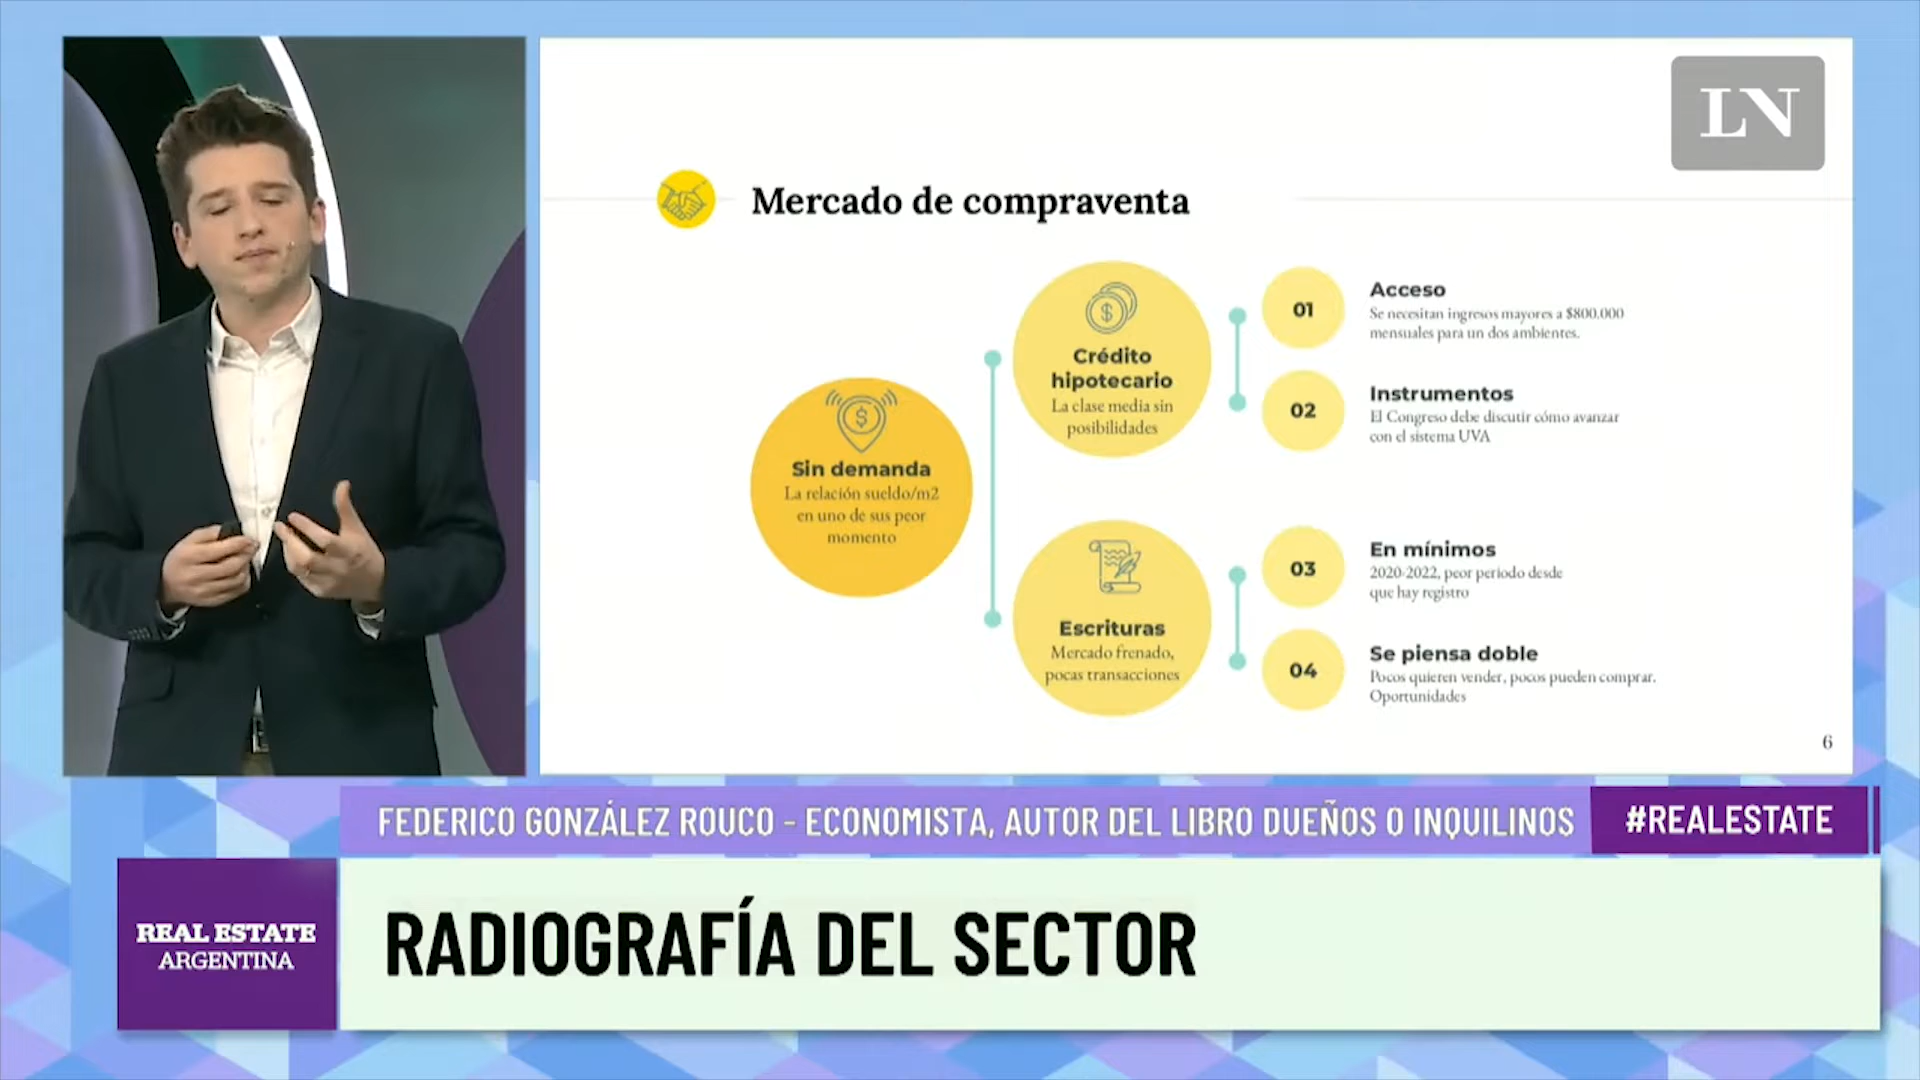 LN
Mercado de compraventa
Sin demanda
La relación sueldo/m2
en uno de sus peor
momento
Crédito
hipotecario
La clase media sin
posibilidades
01
Acceso
Se necesitan ingresos mayores a $800.000
mensuales para un dos ambientes.
02
Instrumentos
El Congreso debe discutir cómo avanzar
con el sistema UVA
Escrituras
Mercado frenado,
pocas transacciones
03
En mínimos
2020-2022, peor periodo desde
que hay registro
04
Se piensa doble
Pocos quieren vender, pocos pueden comprar.
Oportunidades
6
FEDERICO GONZÁLEZ ROUCO - ECONOMISTA, AUTOR DEL LIBRO DUEÑOS O INQUILINOS
#REALESTATE
REAL ESTATE
ARGENTINA
RADIOGRAFÍA DEL SECTOR